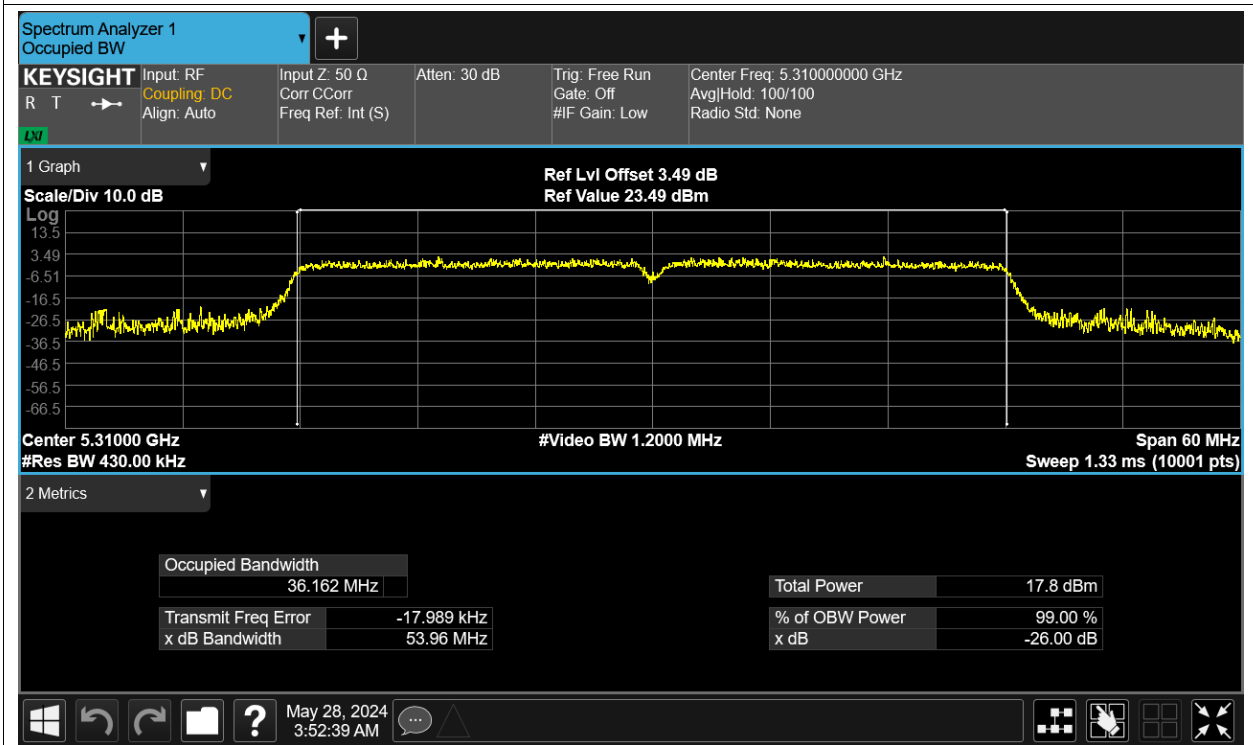 Spectrum Analyzer 1
Occupied BW
KEYSIGHT
R T
LXI
Input: RF
Coupling: DC
Align: Auto
Input Z: 50 Ω
Corr CCorr
Freq Ref: Int (S)
Atten: 30 dB
Trig: Free Run
Gate: Off
#IF Gain: Low
Center Freq: 5.310000000 GHz
Avg|Hold: 100/100
Radio Std: None
1 Graph
Scale/Div 10.0 dB
Ref Lvl Offset 3.49 dB
Ref Value 23.49 dBm
Log
13.5
3.49
-6.51
-16.5
-26.5
-36.5
-46.5
-56.5
-66.5
Center 5.31000 GHz
#Video BW 1.2000 MHz
Span 60 MHz
#Res BW 430.00 kHz
Sweep 1.33 ms (10001 pts)
2 Metrics
Occupied Bandwidth
36.162 MHz
Transmit Freq Error -17.989 kHz
x dB Bandwidth 53.96 MHz
Total Power 17.8 dBm
% of OBW Power 99.00 %
x dB -26.00 dB
?
May 28, 2024
3:52:39 AM